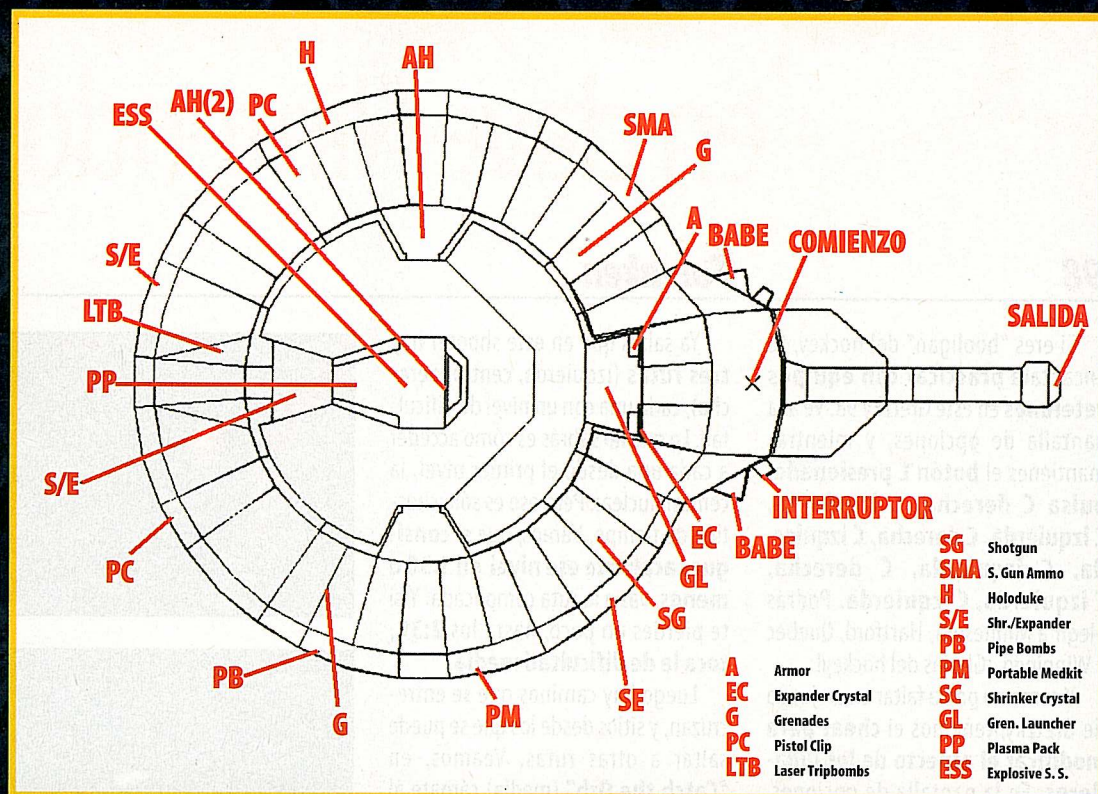 H
AH
AH(2)
PC
ESS
SMA
G
A
BABE
COMIENZO
SALIDA
S/E
LTB
PP
S/E
PC
PB
G
PM
SE
SG
GL
EC
BABE
INTERRUPTOR
A Armor
EC Expander Crystal
G Grenades
PC Pistol Clip
LTB Laser Tripbombs
SG Shotgun
SMA S. Gun Ammo
H Holoduke
S/E Shr./Expander
PB Pipe Bombs
PM Portable Medkit
SC Shrinker Crystal
GL Gren. Launcher
PP Plasma Pack
ESS Explosive S. S.